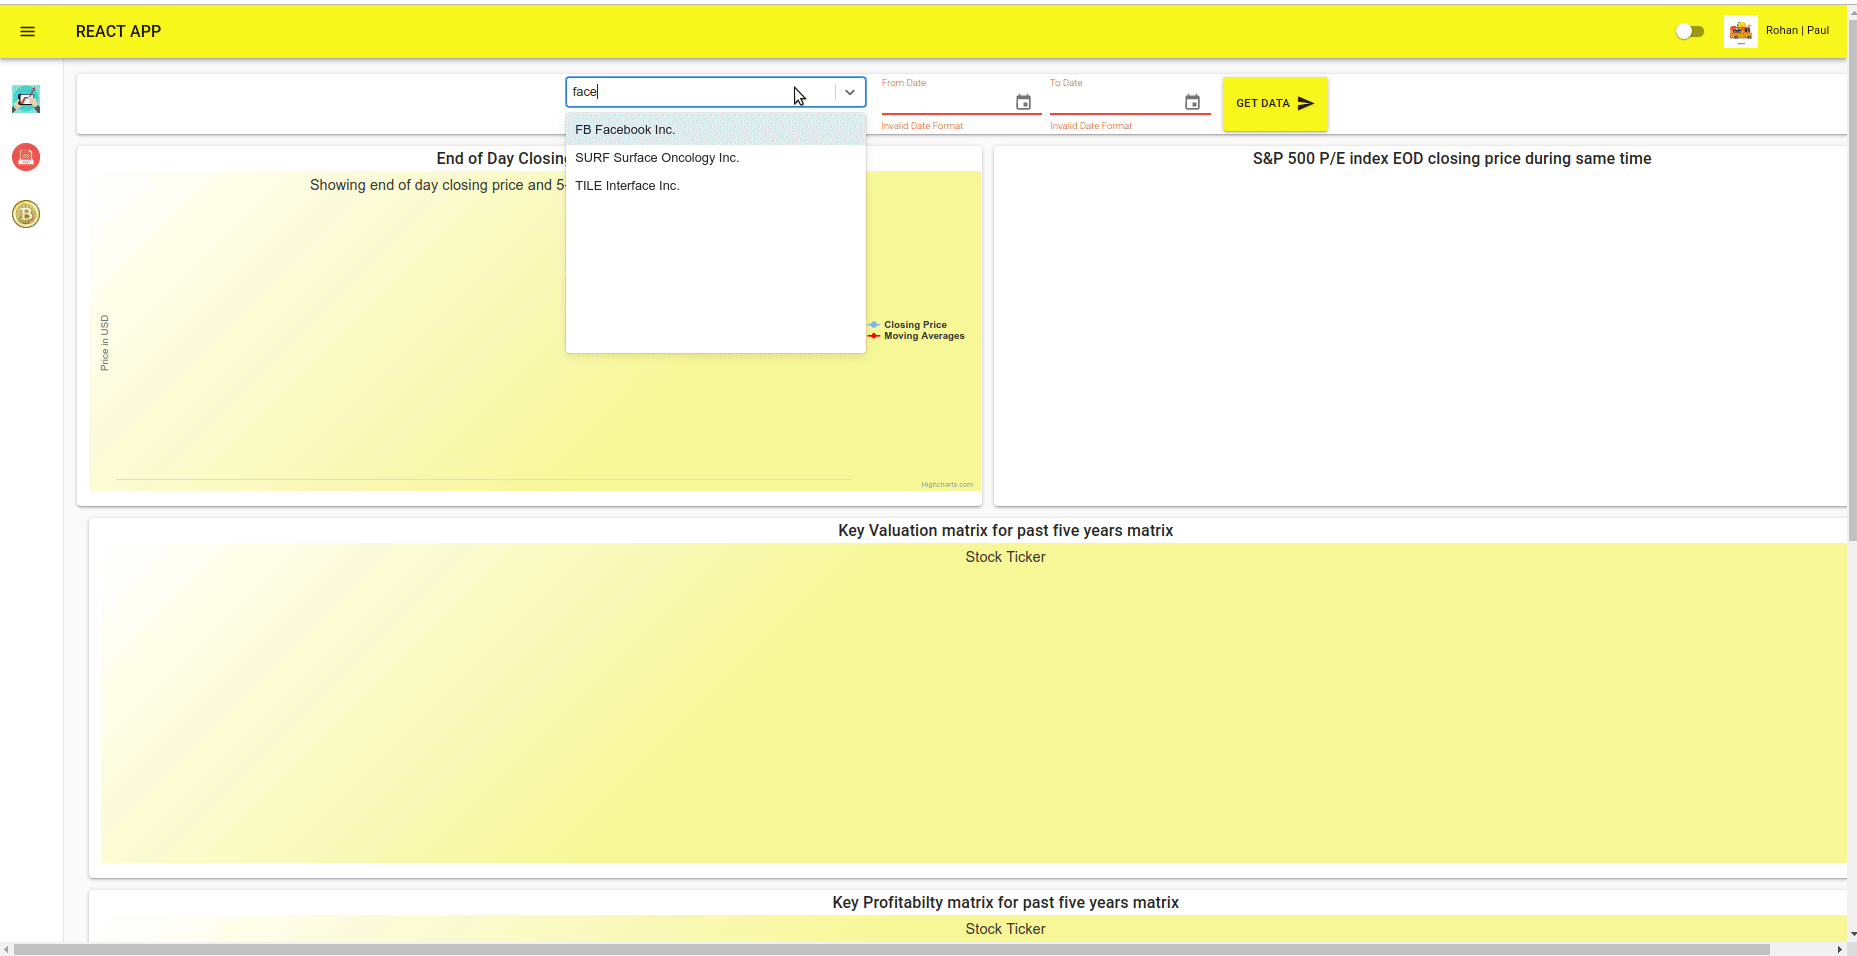 REACT APP
Rohan | Paul
face
From Date
To Date
GET DATA
Invalid Date Format
Invalid Date Format
FB Facebook Inc.
SURF Surface Oncology Inc.
TILE Interface Inc.
End of Day Closing
Showing end of day closing price and 5-
Price in USD
Closing Price
Moving Averages
Highcharts.com
S&P 500 P/E index EOD closing price during same time
Key Valuation matrix for past five years matrix
Stock Ticker
Key Profitabilty matrix for past five years matrix
Stock Ticker